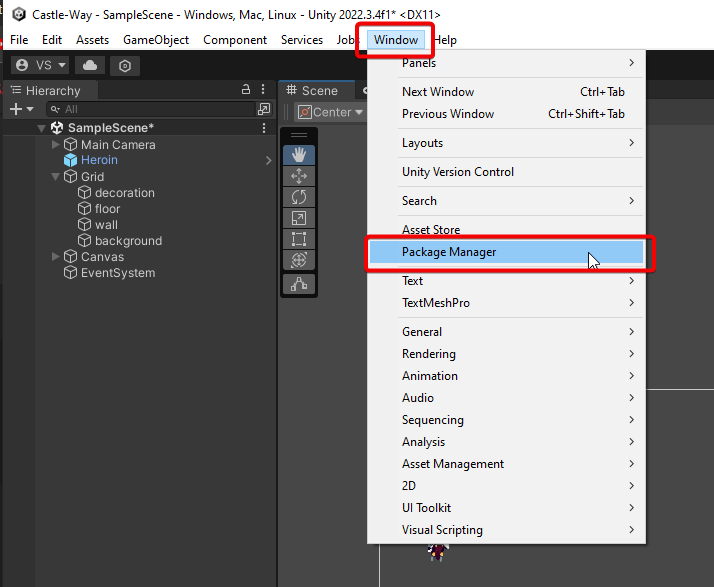 Castle-Way - SampleScene - Windows, Mac, Linux - Unity 2022.3.4f1* <DX11>
File Edit Assets GameObject Component Services Window Help
VS
Hierarchy
All
SampleScene*
Main Camera
Heroin
Grid
decoration
floor
wall
background
Canvas
EventSystem
Scene
Center
Panels
Next Window Ctrl+Tab
Previous Window Ctrl+Shift+Tab
Layouts
Unity Version Control
Search
Asset Store
Package Manager
Text
TextMeshPro
General
Rendering
Animation
Audio
Sequencing
Analysis
Asset Management
2D
UI Toolkit
Visual Scripting